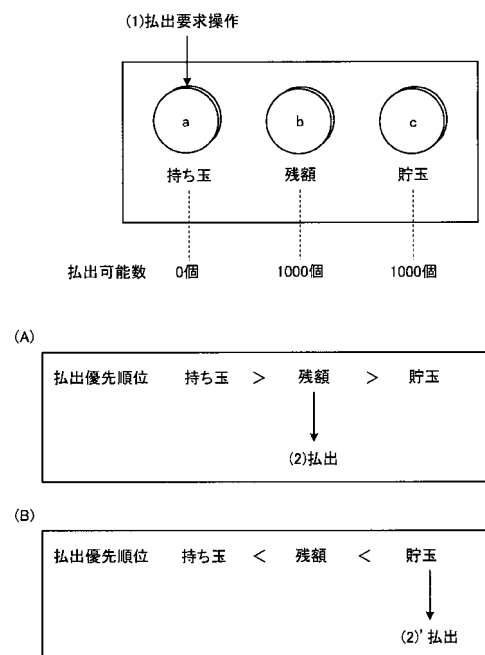 (1)払出要求操作
a b c
持ち玉 残額 貯玉
払出可能数 0個 1000個 1000個
(A)
払出優先順位 持ち玉 > 残額 > 貯玉
(2)払出
(B)
払出優先順位 持ち玉 < 残額 < 貯玉
(2)'払出